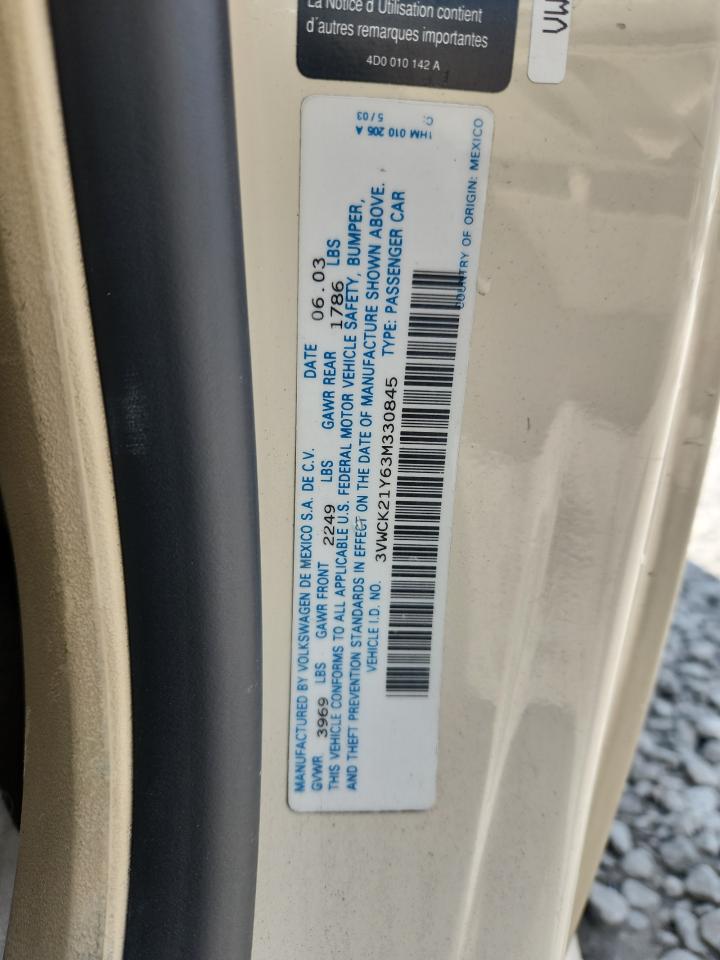 La Notice d'Utilisation contient
d'autres remarques importantes
4D0 010 142 A
VW
MANUFACTURED BY VOLKSWAGEN DE MEXICO S.A. DE C.V. DATE 06.03
GVWR 3969 LBS GAWR FRONT 2249 LBS GAWR REAR 1786 LBS
THIS VEHICLE CONFORMS TO ALL APPLICABLE U.S. FEDERAL MOTOR VEHICLE SAFETY, BUMPER,
AND THEFT PREVENTION STANDARDS IN EFFECT ON THE DATE OF MANUFACTURE SHOWN ABOVE.
VEHICLE I.D. NO. 3VWCK21Y63M330845 TYPE: PASSENGER CAR
COUNTRY OF ORIGIN: MEXICO
1HM 010 205 A
5/03